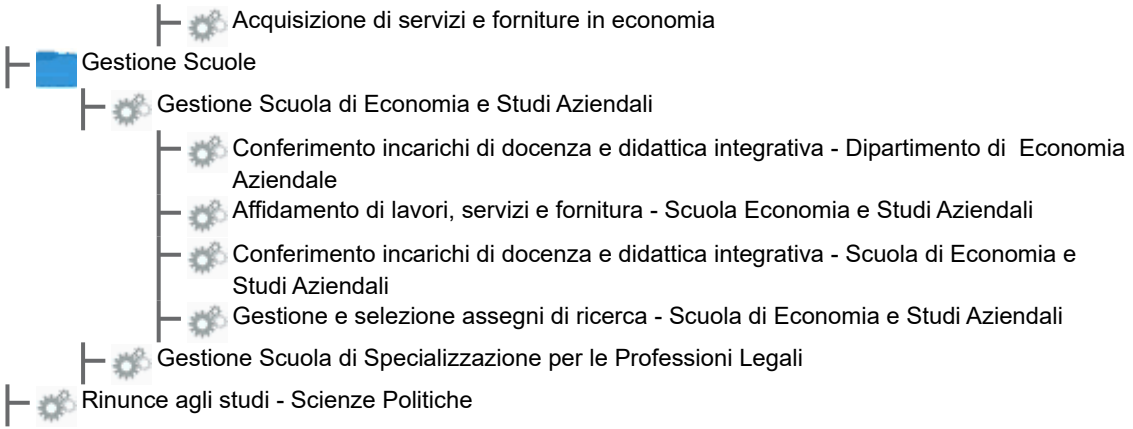 Acquisizione di servizi e forniture in economia
Gestione Scuole
Gestione Scuola di Economia e Studi Aziendali
Conferimento incarichi di docenza e didattica integrativa - Dipartimento di  Economia
Aziendale
Affidamento di lavori, servizi e fornitura - Scuola Economia e Studi Aziendali
Conferimento incarichi di docenza e didattica integrativa - Scuola di Economia e
Studi Aziendali
Gestione e selezione assegni di ricerca - Scuola di Economia e Studi Aziendali
Gestione Scuola di Specializzazione per le Professioni Legali
Rinunce agli studi - Scienze Politiche